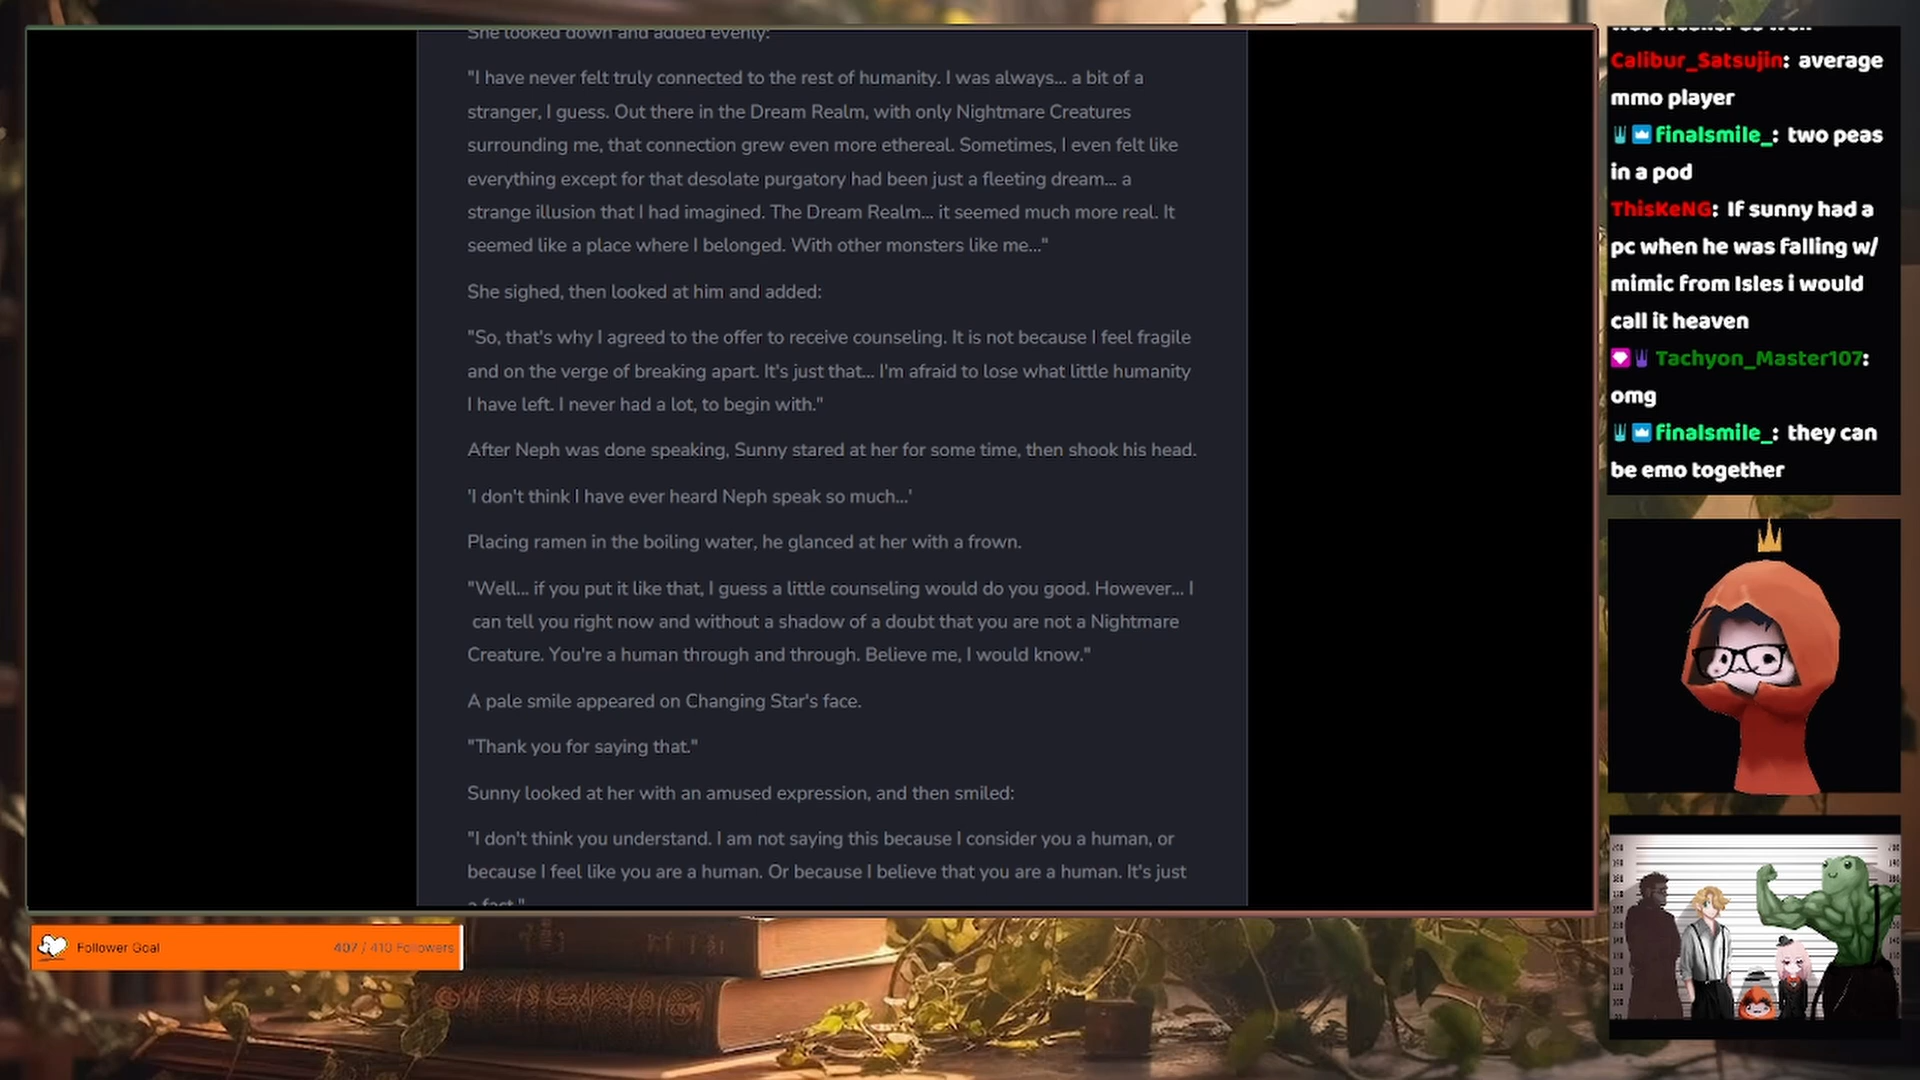 She looked down and added evenly:
"I have never felt truly connected to the rest of humanity. I was always... a bit of a
stranger, I guess. Out there in the Dream Realm, with only Nightmare Creatures
surrounding me, that connection grew even more ethereal. Sometimes, I even felt like
everything except for that desolate purgatory had been just a fleeting dream... a
strange illusion that I had imagined. The Dream Realm... it seemed much more real. It
seemed like a place where I belonged. With other monsters like me..."
She sighed, then looked at him and added:
"So, that's why I agreed to the offer to receive counseling. It is not because I feel fragile
and on the verge of breaking apart. It's just that... I'm afraid to lose what little humanity
I have left. I never had a lot, to begin with."
After Neph was done speaking, Sunny stared at her for some time, then shook his head.
'I don't think I have ever heard Neph speak so much...'
Placing ramen in the boiling water, he glanced at her with a frown.
"Well... if you put it like that, I guess a little counseling would do you good. However... I
can tell you right now and without a shadow of a doubt that you are not a Nightmare
Creature. You're a human through and through. Believe me, I would know."
A pale smile appeared on Changing Star's face.
"Thank you for saying that."
Sunny looked at her with an amused expression, and then smiled:
"I don't think you understand. I am not saying this because I consider you a human, or
because I feel like you are a human. Or because I believe that you are a human. It's just
a fact."
Calibur_Satsujin: average
mmo player
finalsmile_: two peas
in a pod
ThisKeNG: If sunny had a
pc when he was falling w/
mimic from Isles i would
call it heaven
Tachyon_Master107:
omg
finalsmile_: they can
be emo together
Follower Goal
407 / 410 Followers